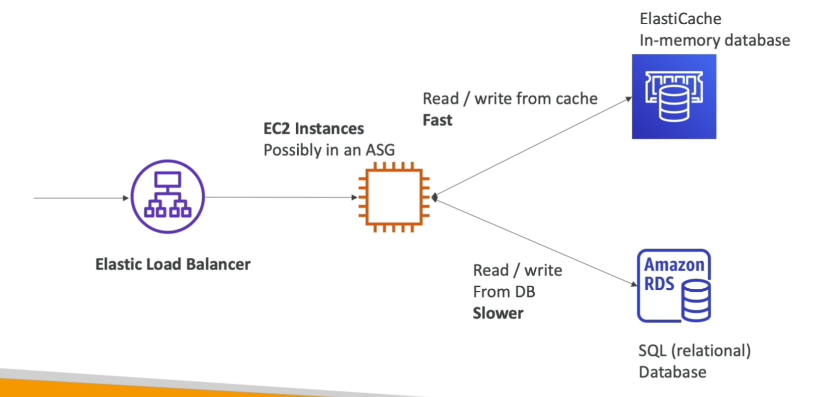 ElastiCache
In-memory database
Read / write from cache
Fast
EC2 Instances
Possibly in an ASG
Elastic Load Balancer
Read / write
From DB
Slower
Amazon
RDS
SQL (relational)
Database